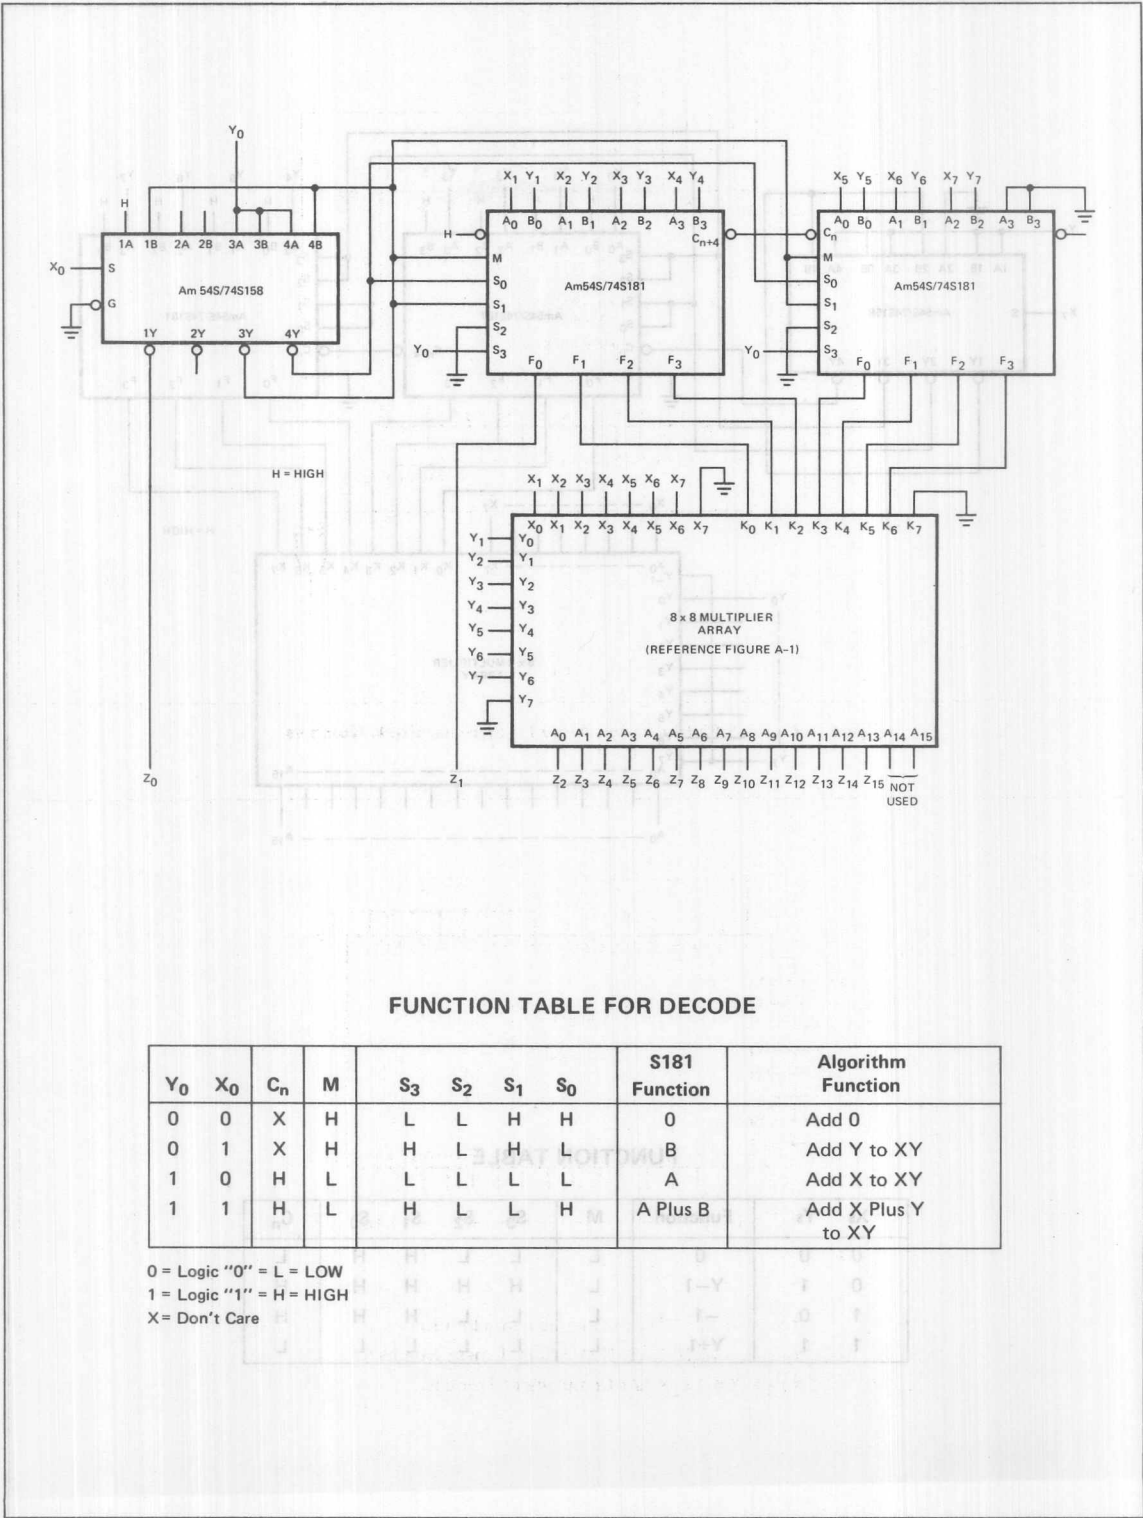 Y0
X1 Y1 X2 Y2 X3 Y3 X4 Y4
X5 Y5 X6 Y6 X7 Y7
H
1A 1B 2A 2B 3A 3B 4A 4B
X0 S
G
Am 54S/74S158
1Y 2Y 3Y 4Y
A0 B0 A1 B1 A2 B2 A3 B3
H
Cn+4
M
S0
S1
S2
Y0 S3
Am54S/74S181
F0 F1 F2 F3
A0 B0 A1 B1 A2 B2 A3 B3
Cn
M
S0
S1
S2
Y0 S3
Am54S/74S181
F0 F1 F2 F3
H = HIGH
X1 X2 X3 X4 X5 X6 X7
X0 X1 X2 X3 X4 X5 X6 X7 K0 K1 K2 K3 K4 K5 K6 K7
Y1 Y0
Y2 Y1
Y3 Y2
Y4 Y3
Y5 Y4
Y6 Y5
Y7 Y6
Y7
8 x 8 MULTIPLIER
ARRAY
(REFERENCE FIGURE A-1)
A0 A1 A2 A3 A4 A5 A6 A7 A8 A9 A10 A11 A12 A13 A14 A15
Z0 Z1 Z2 Z3 Z4 Z5 Z6 Z7 Z8 Z9 Z10 Z11 Z12 Z13 Z14 Z15 NOT
USED
FUNCTION TABLE FOR DECODE
Y0 X0 Cn M S3 S2 S1 S0 S181 Function Algorithm Function
0 0 X H L L H H 0 Add 0
0 1 X H H L H L B Add Y to XY
1 0 H L L L L L A Add X to XY
1 1 H L H L L H A Plus B Add X Plus Y
to XY
0 = Logic "0" = L = LOW
1 = Logic "1" = H = HIGH
X = Don't Care